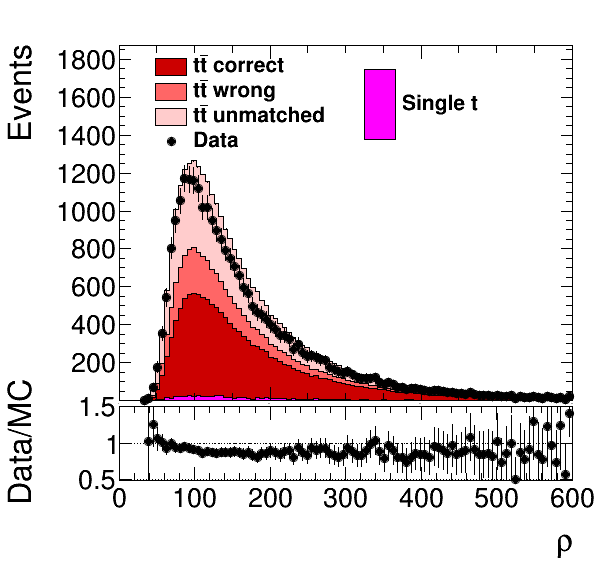 Events
1800
1600
1400
1200
1000
800
600
400
200
tt̄ correct
tt̄ wrong
tt̄ unmatched
Data
Single t
Data/MC
1.5
1
0.5
0 100 200 300 400 500 600
ρ